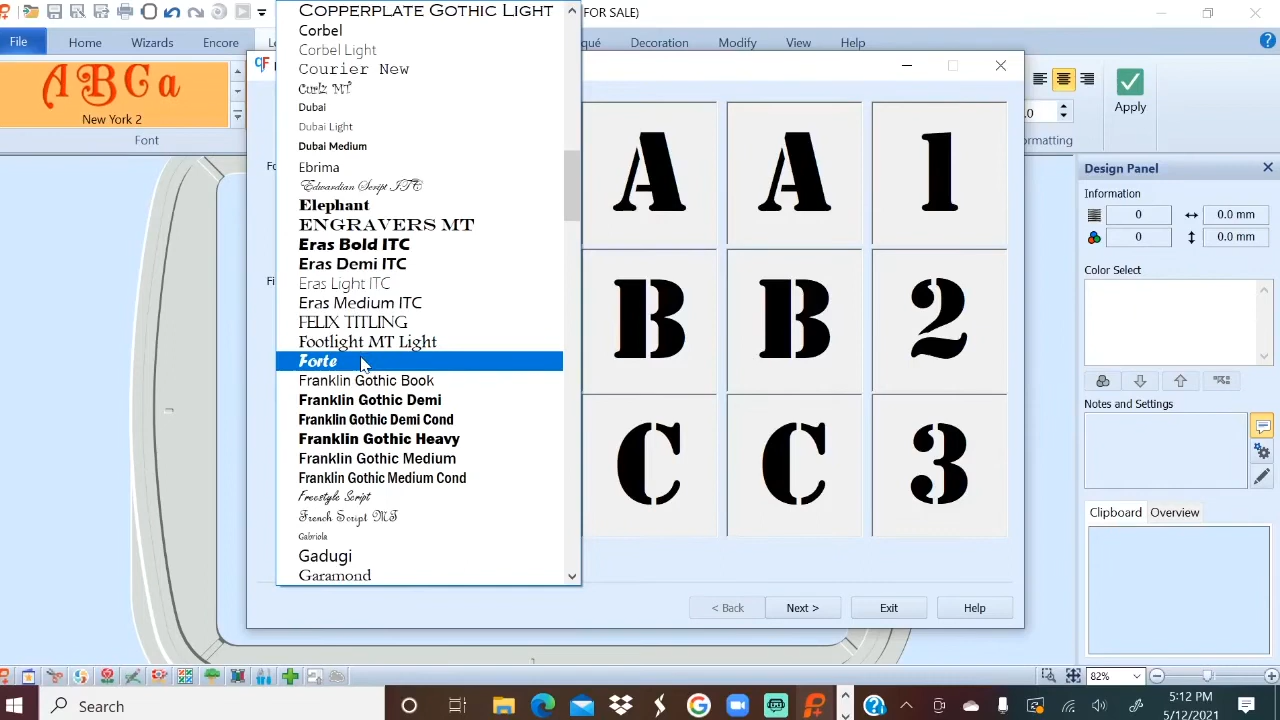 FOR SALE)
File
Home
Wizards
Encore
Decoration
Modify
View
Help
ABCa
New York 2
Font
Apply
Copperplate Gothic Light
Corbel
Corbel Light
Courier New
Curlz MT
Dubai
Dubai Light
Dubai Medium
Ebrima
Edwardian Script ITC
Elephant
ENGRAVERS MT
Eras Bold ITC
Eras Demi ITC
Eras Light ITC
Eras Medium ITC
FELIX TITLING
Footlight MT Light
Forte
Franklin Gothic Book
Franklin Gothic Demi
Franklin Gothic Demi Cond
Franklin Gothic Heavy
Franklin Gothic Medium
Franklin Gothic Medium Cond
Freestyle Script
French Script MT
Gabriola
Gadugi
Garamond
A A 1
B B 2
C C 3
< Back
Next >
Exit
Help
Design Panel
Information
0 0.0 mm
0 0.0 mm
Color Select
Notes and Settings
Clipboard Overview
82%
Search
5:12 PM
5/12/2021